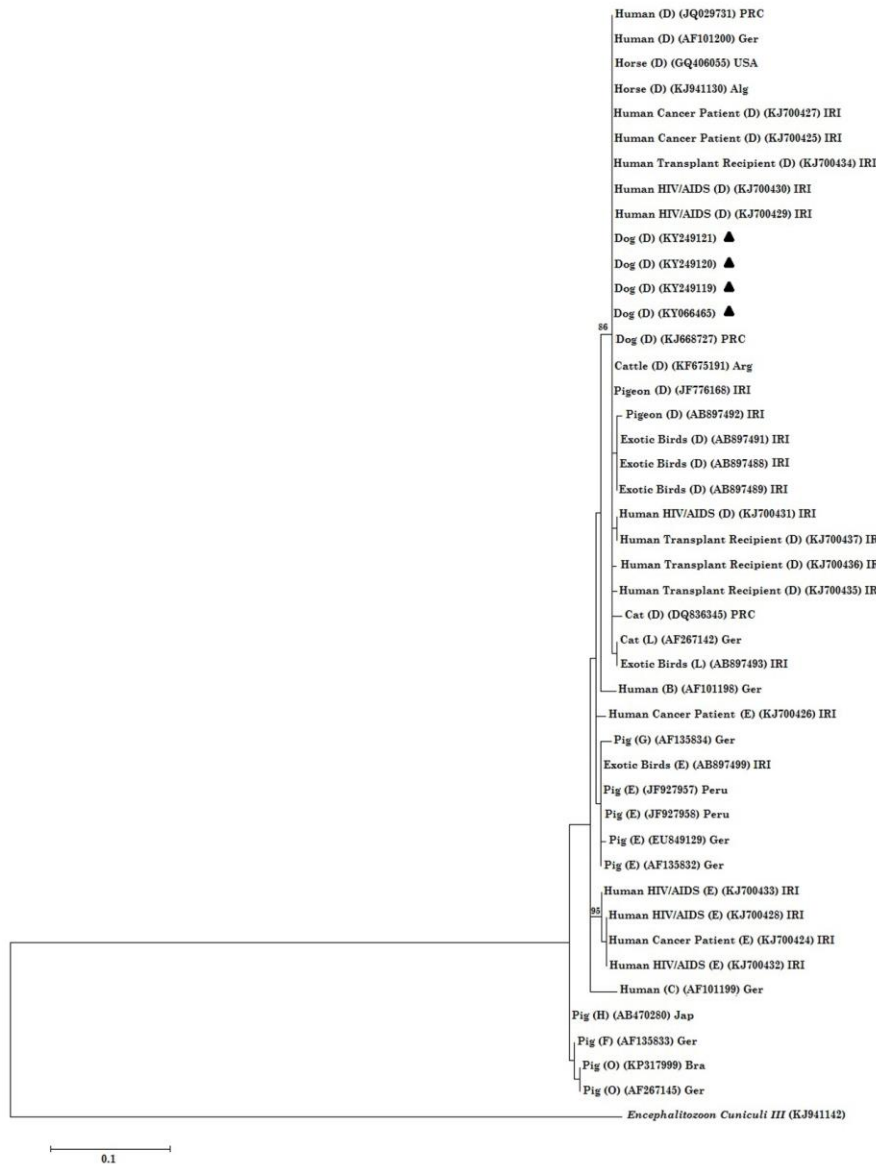 Human (D) (JQ029731) PRC
Human (D) (AF101200) Ger
Horse (D) (GQ406055) USA
Horse (D) (KJ941130) Alg
Human Cancer Patient (D) (KJ700427) IRI
Human Cancer Patient (D) (KJ700425) IRI
Human Transplant Recipient (D) (KJ700434) IRI
Human HIV/AIDS (D) (KJ700430) IRI
Human HIV/AIDS (D) (KJ700429) IRI
Dog (D) (KY249121)
Dog (D) (KY249120)
Dog (D) (KY249119)
Dog (D) (KY066465)
86
Dog (D) (KJ668727) PRC
Cattle (D) (KF675191) Arg
Pigeon (D) (JF776168) IRI
Pigeon (D) (AB897492) IRI
Exotic Birds (D) (AB897491) IRI
Exotic Birds (D) (AB897488) IRI
Exotic Birds (D) (AB897489) IRI
Human HIV/AIDS (D) (KJ700431) IRI
Human Transplant Recipient (D) (KJ700437) IR
Human Transplant Recipient (D) (KJ700436) IR
Human Transplant Recipient (D) (KJ700435) IR
Cat (D) (DQ836345) PRC
Cat (L) (AF267142) Ger
Exotic Birds (L) (AB897493) IRI
Human (B) (AF101198) Ger
Human Cancer Patient (E) (KJ700426) IRI
Pig (G) (AF135834) Ger
Exotic Birds (E) (AB897499) IRI
Pig (E) (JF927957) Peru
Pig (E) (JF927958) Peru
Pig (E) (EU849129) Ger
Pig (E) (AF135832) Ger
Human HIV/AIDS (E) (KJ700433) IRI
95
Human HIV/AIDS (E) (KJ700428) IRI
Human Cancer Patient (E) (KJ700424) IRI
Human HIV/AIDS (E) (KJ700432) IRI
Human (C) (AF101199) Ger
Pig (H) (AB470280) Jap
Pig (F) (AF135833) Ger
Pig (O) (KP317999) Bra
Pig (O) (AF267145) Ger
Encephalitozoon Cuniculi III (KJ941142)
0.1